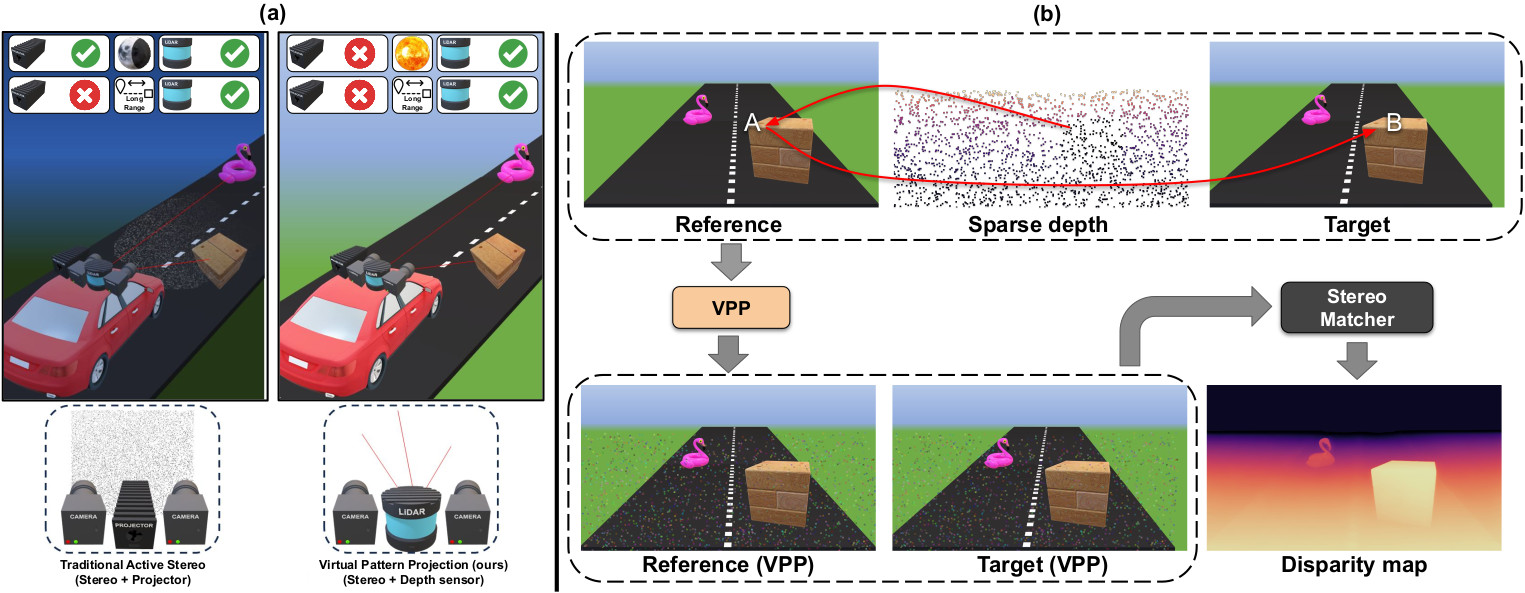 (a)
LIDAR
LIDAR
Long
Range
LIDAR
LIDAR
Long
Range
LIDAR
LIDAR
CAMERA
PROJECTOR
CAMERA
Traditional Active Stereo
(Stereo + Projector)
CAMERA
LIDAR
CAMERA
Virtual Pattern Projection (ours)
(Stereo + Depth sensor)
(b)
A
B
Reference
Sparse depth
Target
VPP
Stereo
Matcher
Reference (VPP)
Target (VPP)
Disparity map